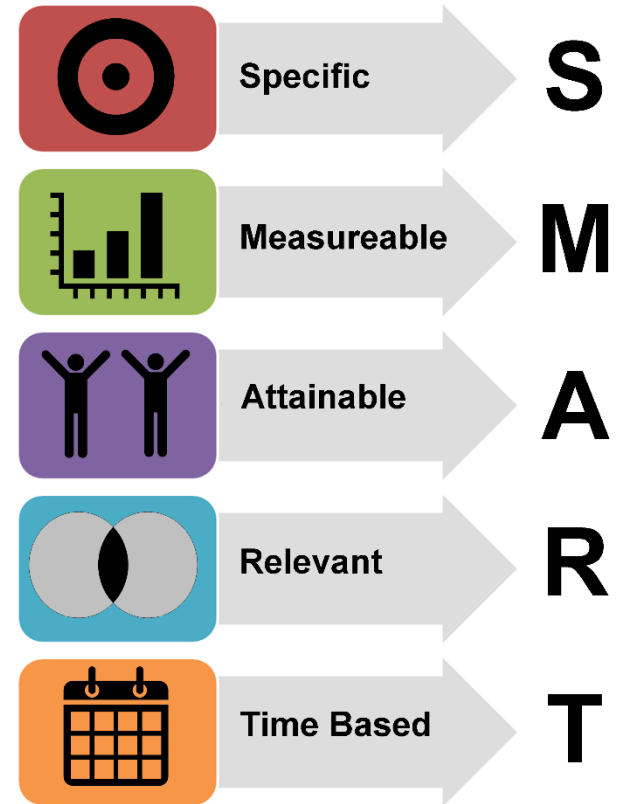 Specific S
Measureable M
Attainable A
Relevant R
Time Based T